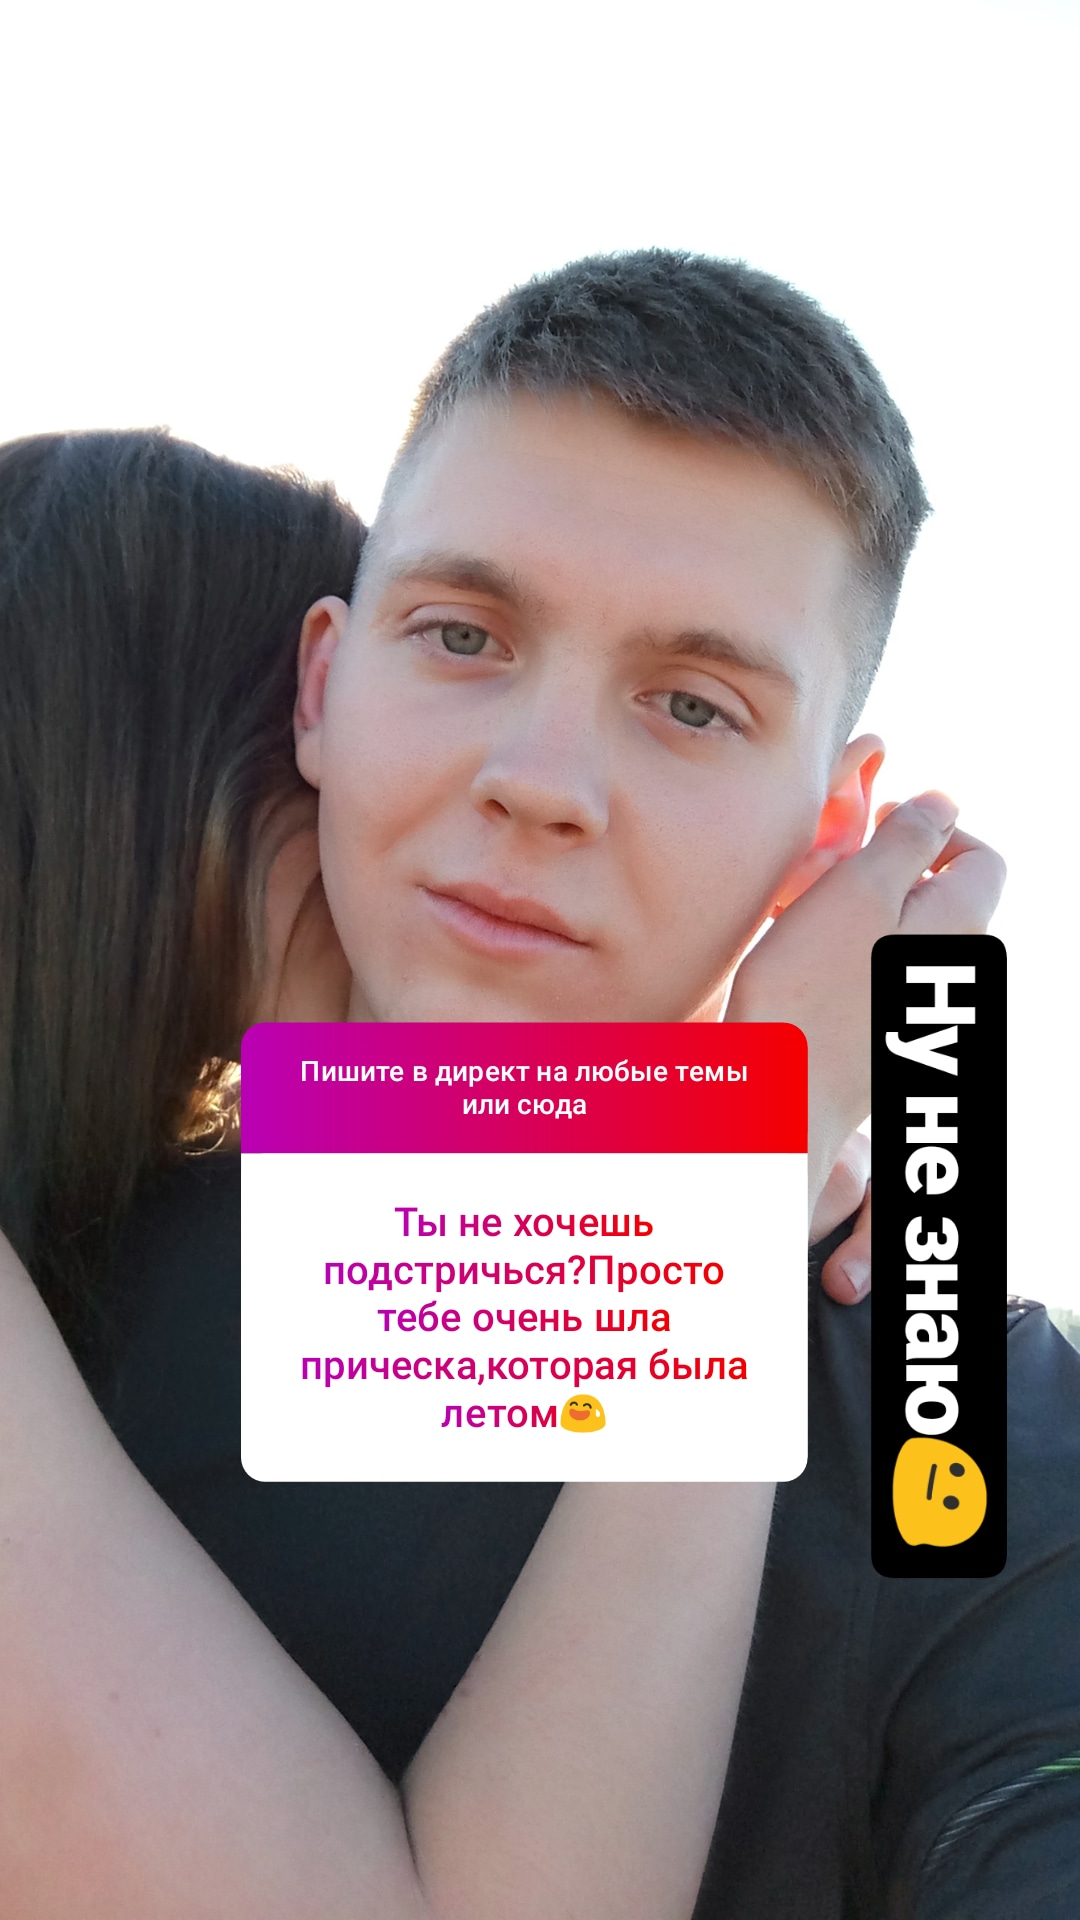 Пишите в директ на любые темы
или сюда
Ты не хочешь
подстричься?Просто
тебе очень шла
прическа,которая была
летом😅
Ну не знаю🤨